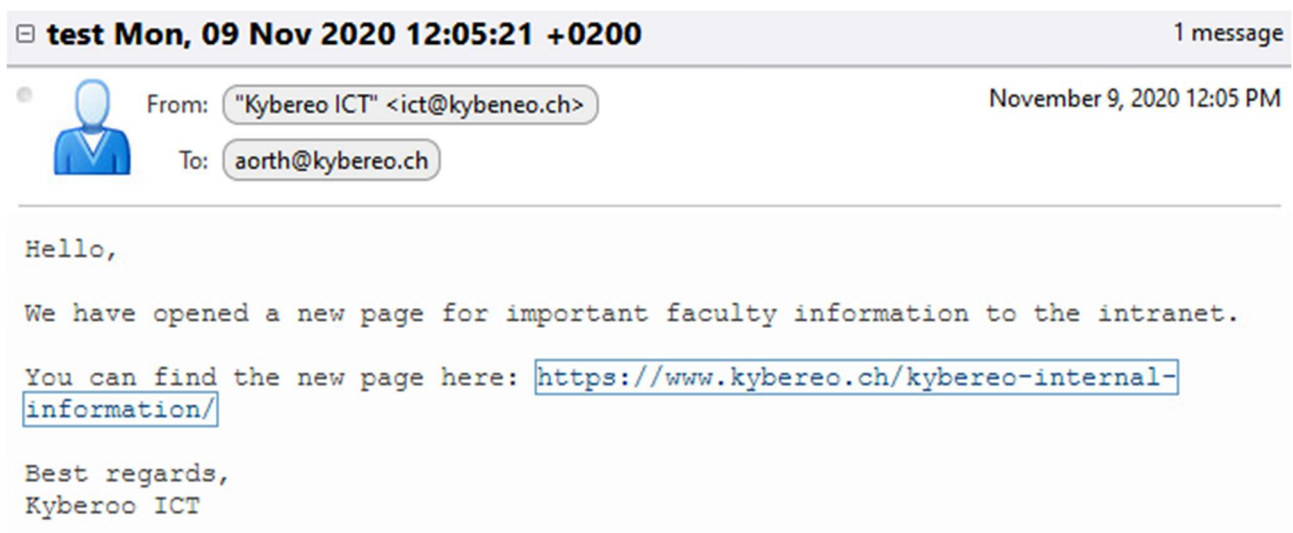 test Mon, 09 Nov 2020 12:05:21 +0200
1 message
From: "Kybereo ICT" <ict@kybeneo.ch>
November 9, 2020 12:05 PM
To: aorth@kybereo.ch
Hello,
We have opened a new page for important faculty information to the intranet.
You can find the new page here: https://www.kybereo.ch/kybereo-internal-
information/
Best regards,
Kyberoo ICT